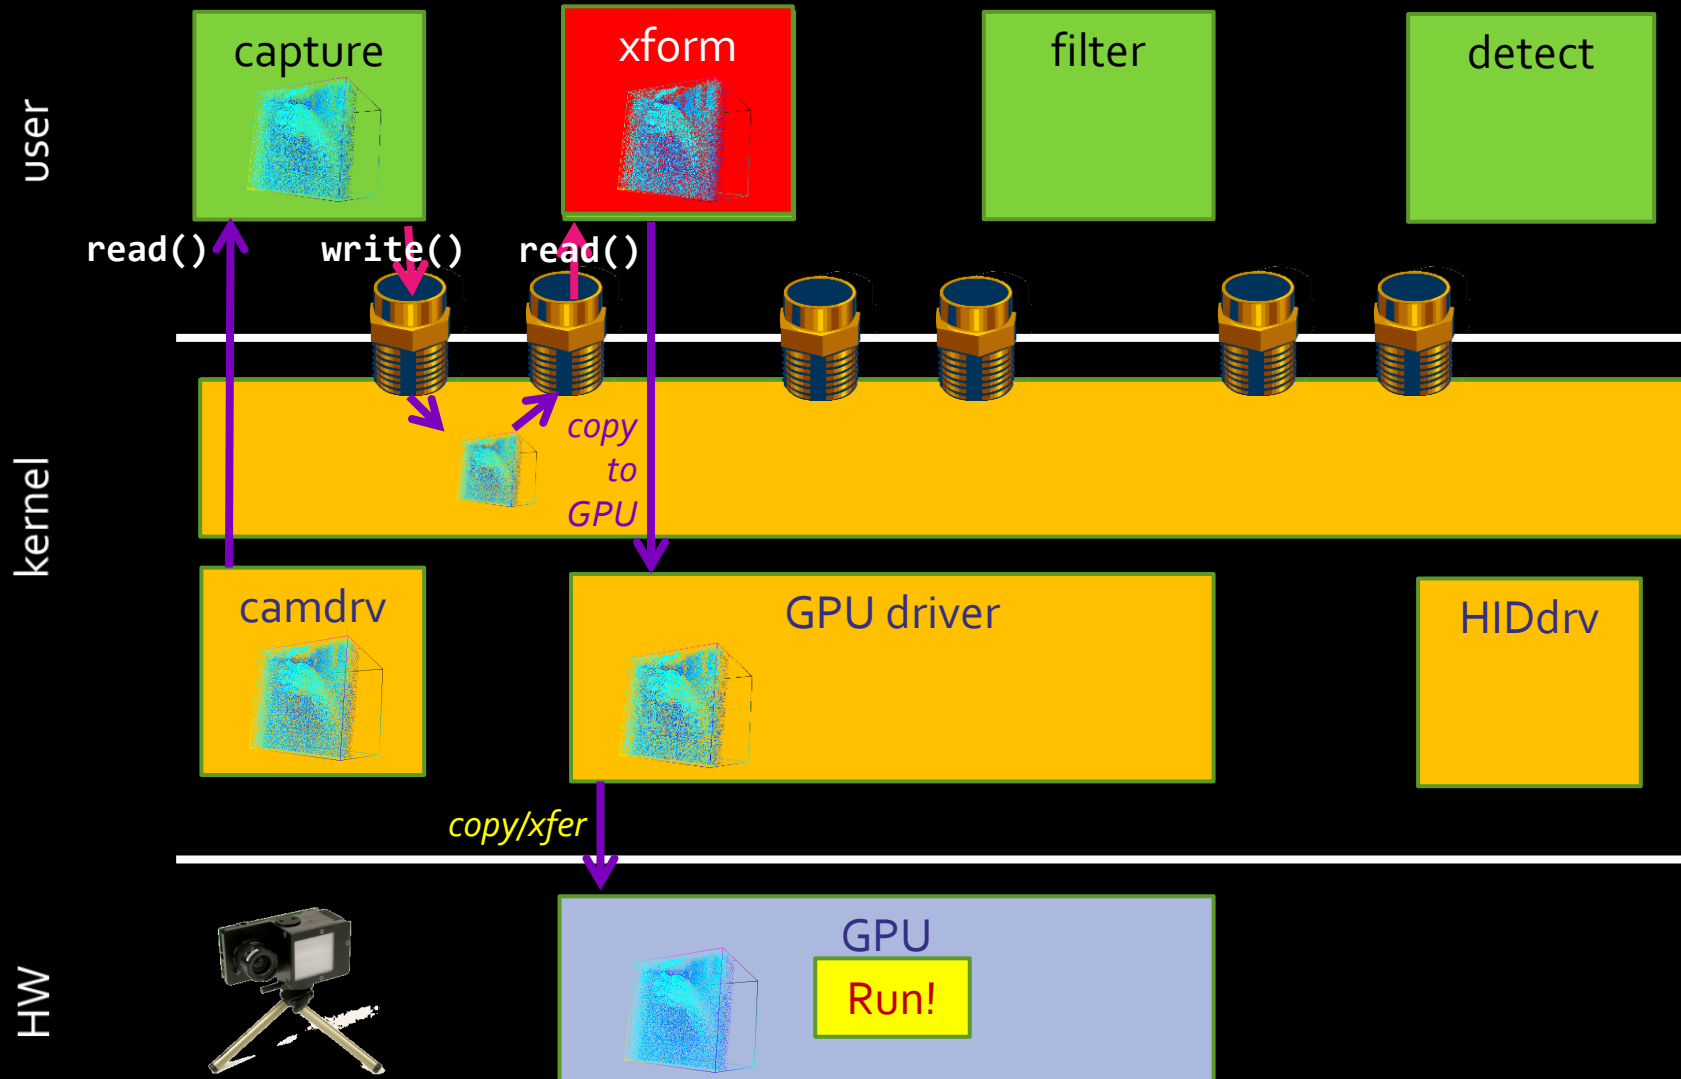 user
capture
xform
filter
detect
read()
write()
read()
kernel
copy
to
GPU
camdrv
GPU driver
HIDdrv
copy/xfer
HW
GPU
Run!